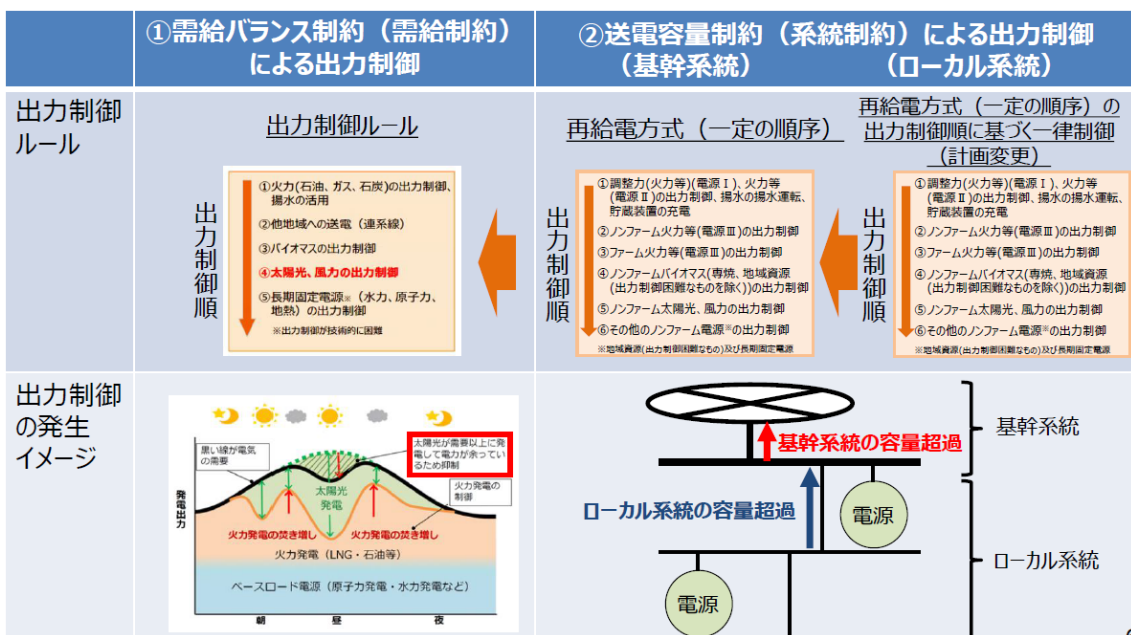 ①需給バランス制約（需給制約）
による出力制御
②送電容量制約（系統制約）による出力制御
（基幹系統）
（ローカル系統）
出力制御
ルール
出力制御ルール
出力制御順
①火力(石油、ガス、石炭)の出力制御、
揚水の活用
②他地域への送電（連系線）
③バイオマスの出力制御
④太陽光、風力の出力制御
⑤長期固定電源※（水力、原子力、
地熱）の出力制御
※出力制御が技術的に困難
再給電方式（一定の順序）
出力制御順
①調整力(火力等)(電源Ⅰ)、火力等
(電源Ⅱ)の出力制御、揚水の揚水運転、
貯蔵装置の充電
②ノンファーム火力等(電源Ⅲ)の出力制御
③ファーム火力等(電源Ⅲ)の出力制御
④ノンファームバイオマス(専焼、地域資源
(出力制御困難なものを除く))の出力制御
⑤ノンファーム太陽光、風力の出力制御
⑥その他のノンファーム電源※の出力制御
※地域資源(出力制御困難なもの)及び長期固定電源
再給電方式（一定の順序）の
出力制御順に基づく一律制御
（計画変更）
出力制御順
①調整力(火力等)(電源Ⅰ)、火力等
(電源Ⅱ)の出力制御、揚水の揚水運転、
貯蔵装置の充電
②ノンファーム火力等(電源Ⅲ)の出力制御
③ファーム火力等(電源Ⅲ)の出力制御
④ノンファームバイオマス(専焼、地域資源
(出力制御困難なものを除く))の出力制御
⑤ノンファーム太陽光、風力の出力制御
⑥その他のノンファーム電源※の出力制御
※地域資源(出力制御困難なもの)及び長期固定電源
出力制御
の発生
イメージ
黒い線が電気
の需要
太陽光が需要以上に発
電して電力が余ってい
るため抑制
火力発電の
制御
発電出力
太陽光
発電
火力発電の焚き増し
火力発電の焚き増し
火力発電（LNG・石油等）
ベースロード電源（原子力発電・水力発電など）
朝
昼
夜
基幹系統の容量超過
基幹系統
ローカル系統の容量超過
電源
ローカル系統
電源